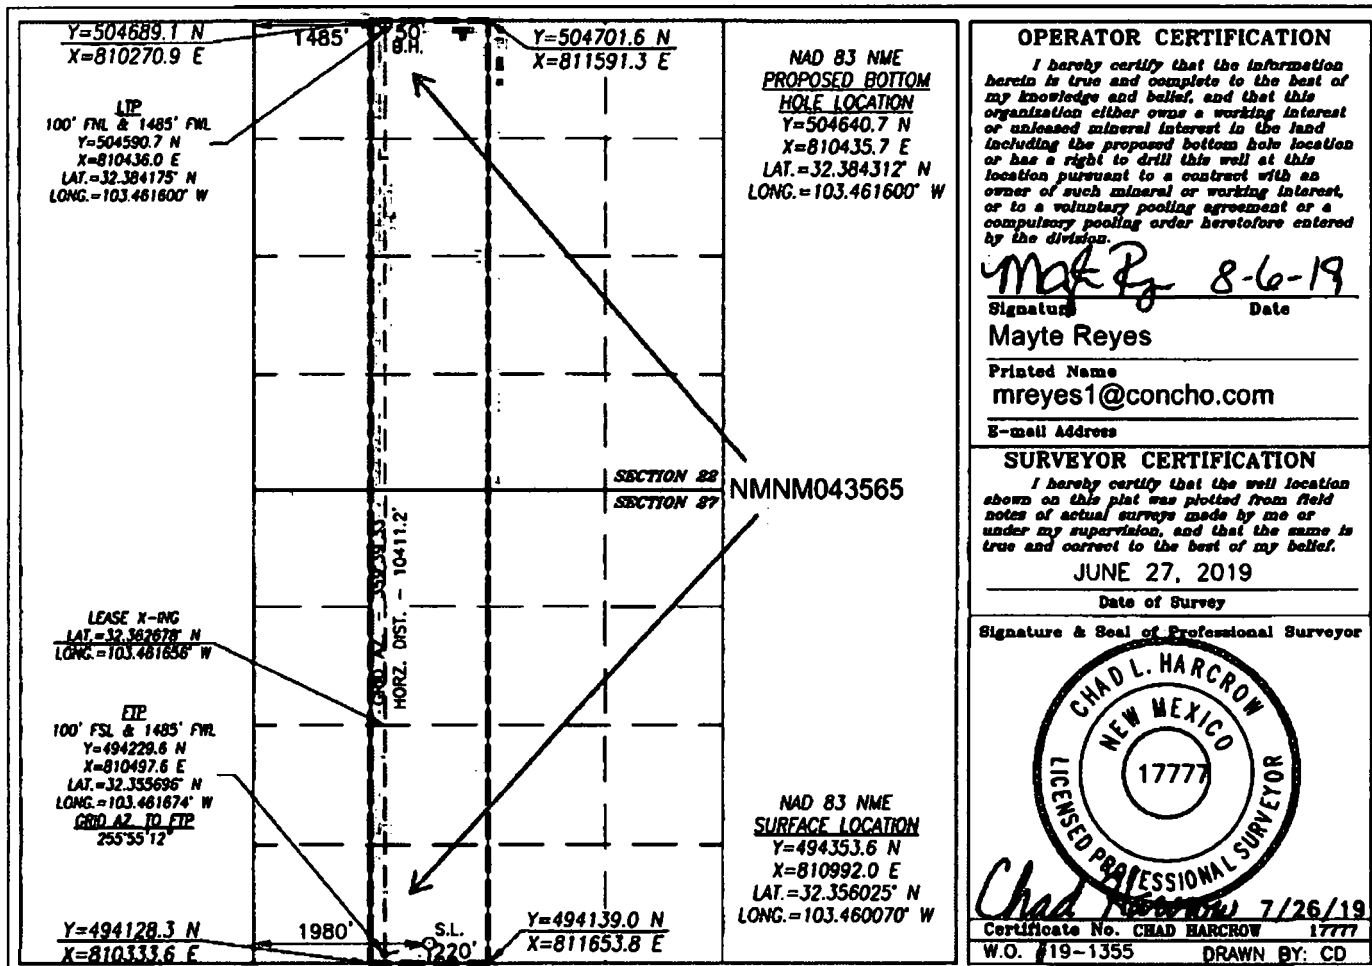 Y=504689.1 N
X=810270.9 E
1485'
50'
B.H.
Y=504701.6 N
X=811591.3 E
LTP
100' FNL & 1485' FWL
Y=504590.7 N
X=810436.0 E
LAT.=32.384175° N
LONG.=103.461600° W
NAD 83 NME
PROPOSED BOTTOM
HOLE LOCATION
Y=504640.7 N
X=810435.7 E
LAT.=32.384312° N
LONG.=103.461600° W
SECTION 22
SECTION 27
NMNM043565
GRID AZ. - 359°39'33"
HORZ. DIST. - 10411.2'
LEASE X-ING
LAT.=32.362678° N
LONG.=103.461656° W
FTP
100' FSL & 1485' FWL
Y=494229.6 N
X=810497.6 E
LAT.=32.355696° N
LONG.=103.461674° W
GRID AZ. TO FTP
255°55'12"
NAD 83 NME
SURFACE LOCATION
Y=494353.6 N
X=810992.0 E
LAT.=32.356025° N
LONG.=103.460070° W
Y=494128.3 N
X=810333.6 E
1980'
S.L.
220'
Y=494139.0 N
X=811653.8 E
OPERATOR CERTIFICATION
I hereby certify that the information
herein is true and complete to the best of
my knowledge and belief, and that this
organization either owns a working interest
or unleased mineral interest in the land
including the proposed bottom hole location
or has a right to drill this well at this
location pursuant to a contract with an
owner of such mineral or working interest,
or to a voluntary pooling agreement or a
compulsory pooling order heretofore entered
by the division.
8-6-19
Signature Date
Mayte Reyes
Printed Name
mreyes1@concho.com
E-mail Address
SURVEYOR CERTIFICATION
I hereby certify that the well location
shown on this plat was plotted from field
notes of actual surveys made by me or
under my supervision, and that the same is
true and correct to the best of my belief.
JUNE 27, 2019
Date of Survey
Signature & Seal of Professional Surveyor
CHAD L. HARCROW
NEW MEXICO
17777
LICENSED PROFESSIONAL SURVEYOR
Chad Harcrow 7/26/19
Certificate No. CHAD HARCROW 17777
W.O. #19-1355 DRAWN BY: CD